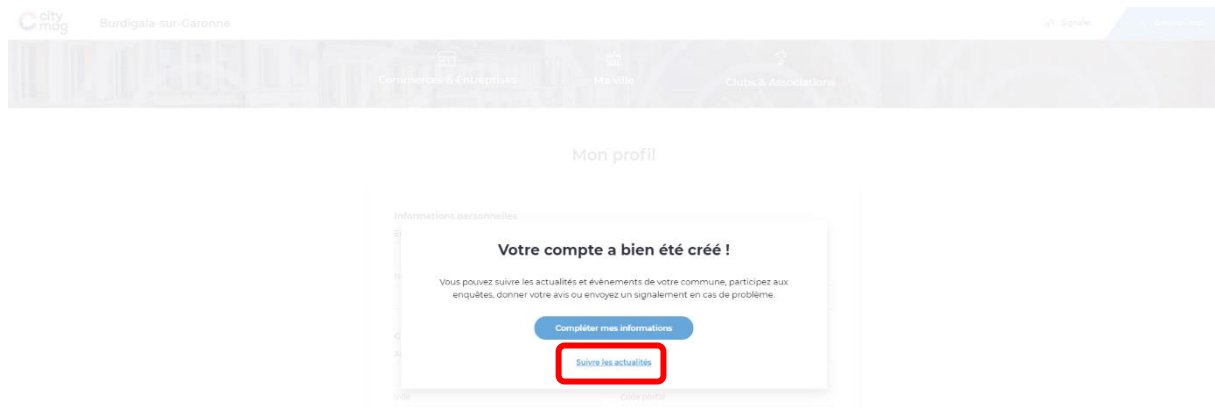 city
mag
Burdigala-sur-Garonne
Signaler
Commerces & Entreprises
Ma ville
Clubs & Associations
Mon profil
Informations personnelles
Votre compte a bien été créé !
Vous pouvez suivre les actualités et évènements de votre commune, participez aux
enquêtes, donner votre avis ou envoyez un signalement en cas de problème.
Compléter mes informations
Suivre les actualités
Ville
Code postal